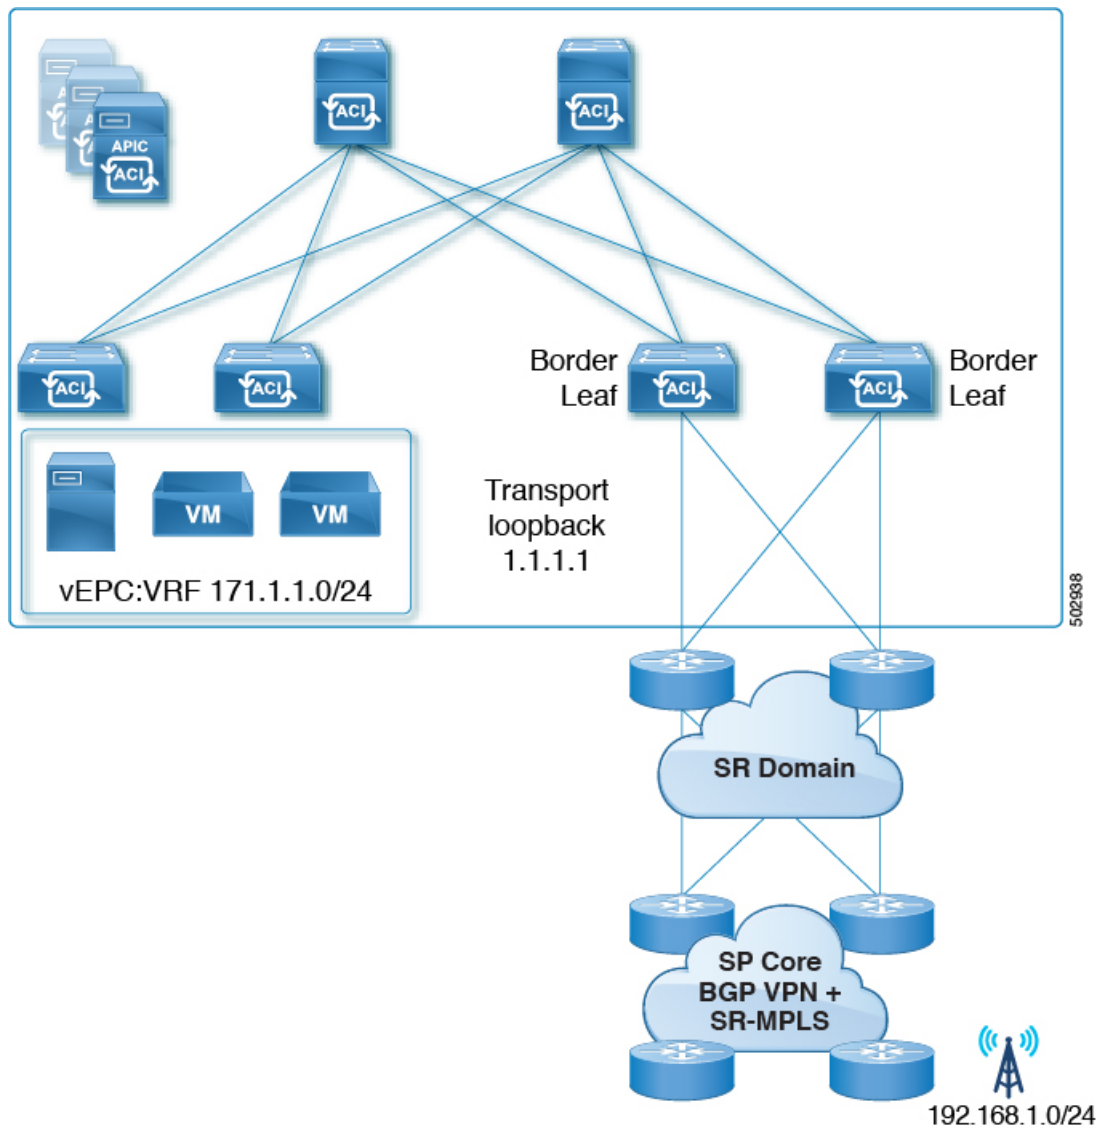 ACI
ACI
APIC
ACI
ACI
ACI
Border
Leaf
ACI
ACI
Border
Leaf
VM
VM
vEPC:VRF 171.1.1.0/24
Transport
loopback
1.1.1.1
502938
SR Domain
SP Core
BGP VPN +
SR-MPLS
192.168.1.0/24